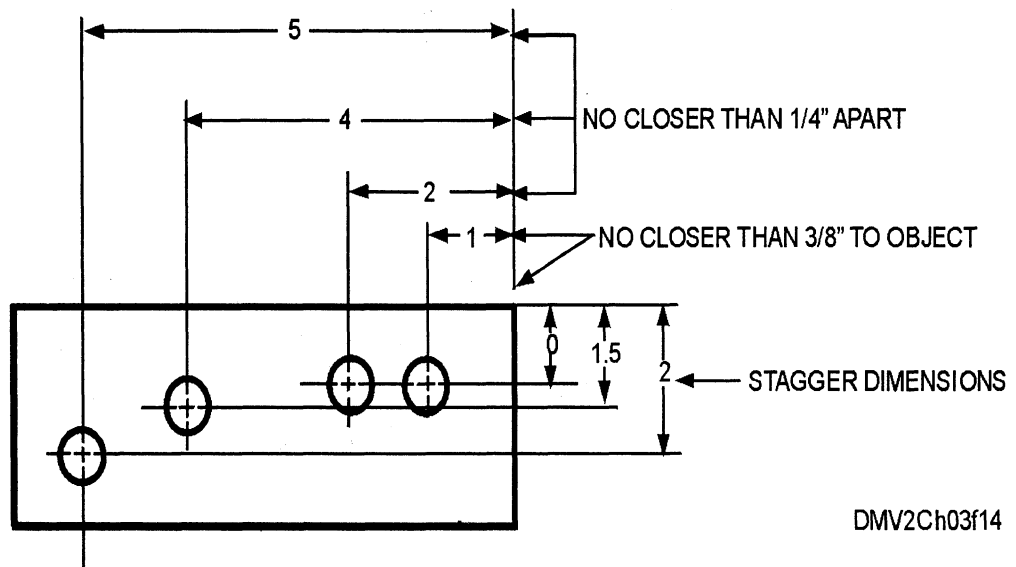 5
4
NO CLOSER THAN 1/4” APART
2
1
NO CLOSER THAN 3/8” TO OBJECT
0
1.5
2
STAGGER DIMENSIONS
DMV2Ch03f14